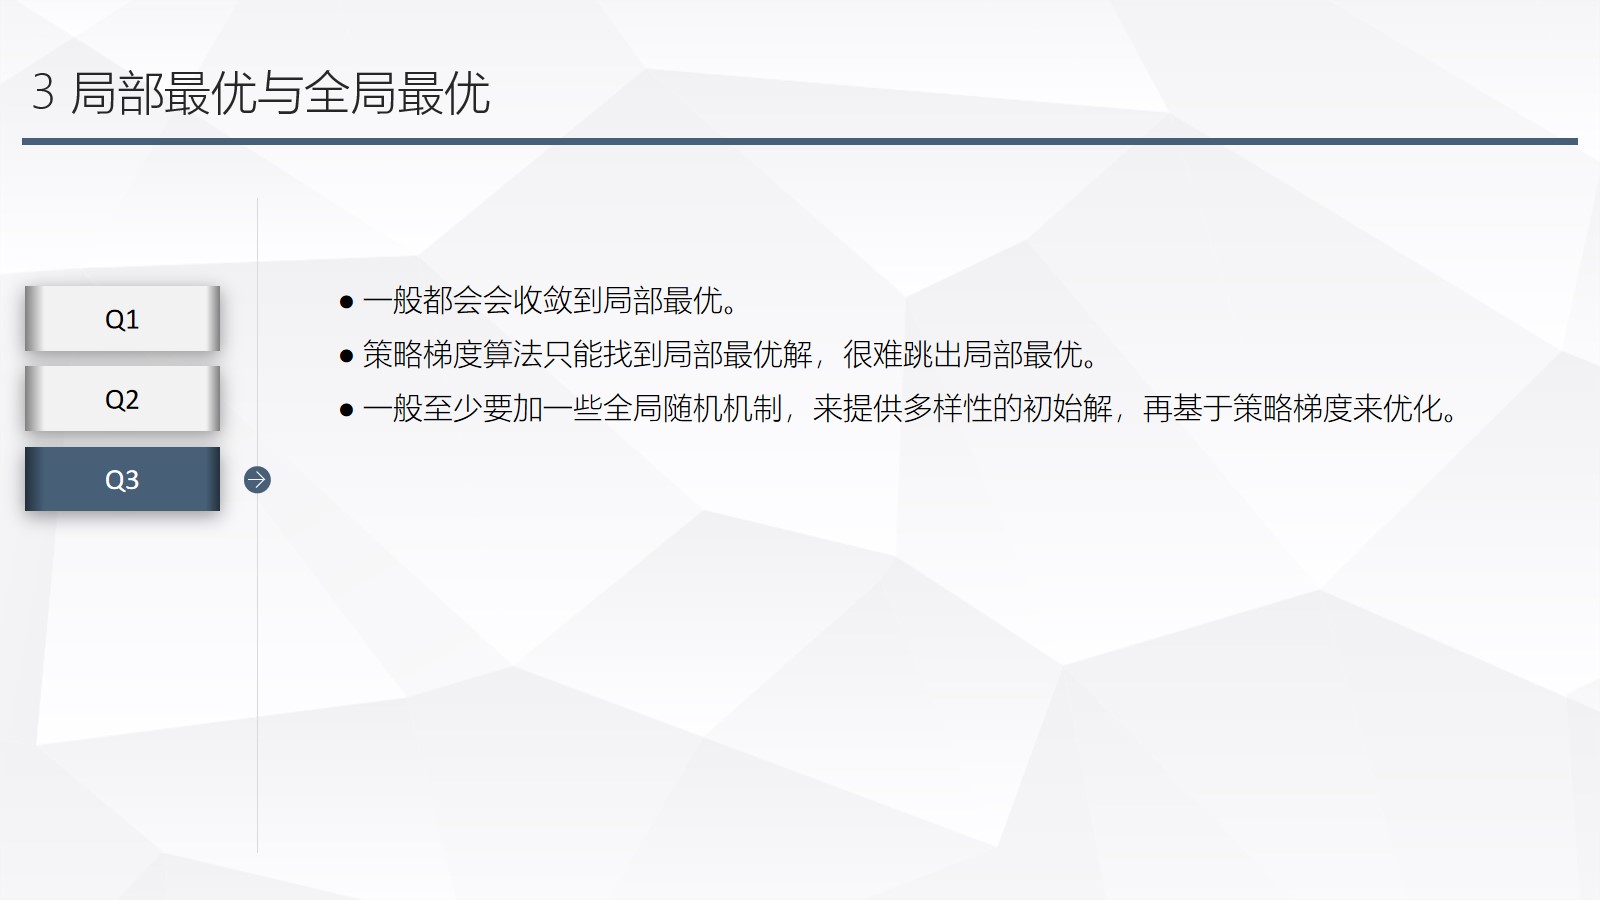 3 局部最优与全局最优
Q1
Q2
Q3
● 一般都会会收敛到局部最优。
● 策略梯度算法只能找到局部最优解，很难跳出局部最优。
● 一般至少要加一些全局随机机制，来提供多样性的初始解，再基于策略梯度来优化。